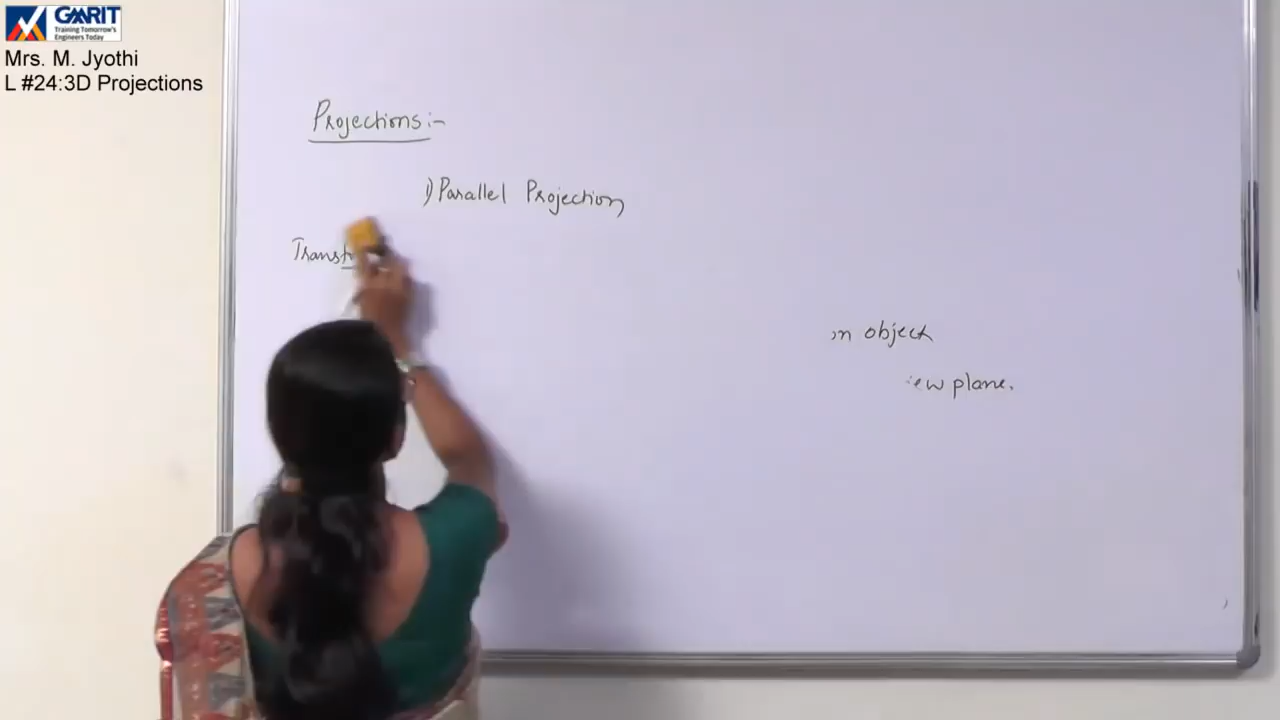 GMRIT
Training Tomorrow's
Engineers Today
Mrs. M. Jyothi
L #24:3D Projections
Projections:-
1) Parallel Projection
Transf
object
plane.